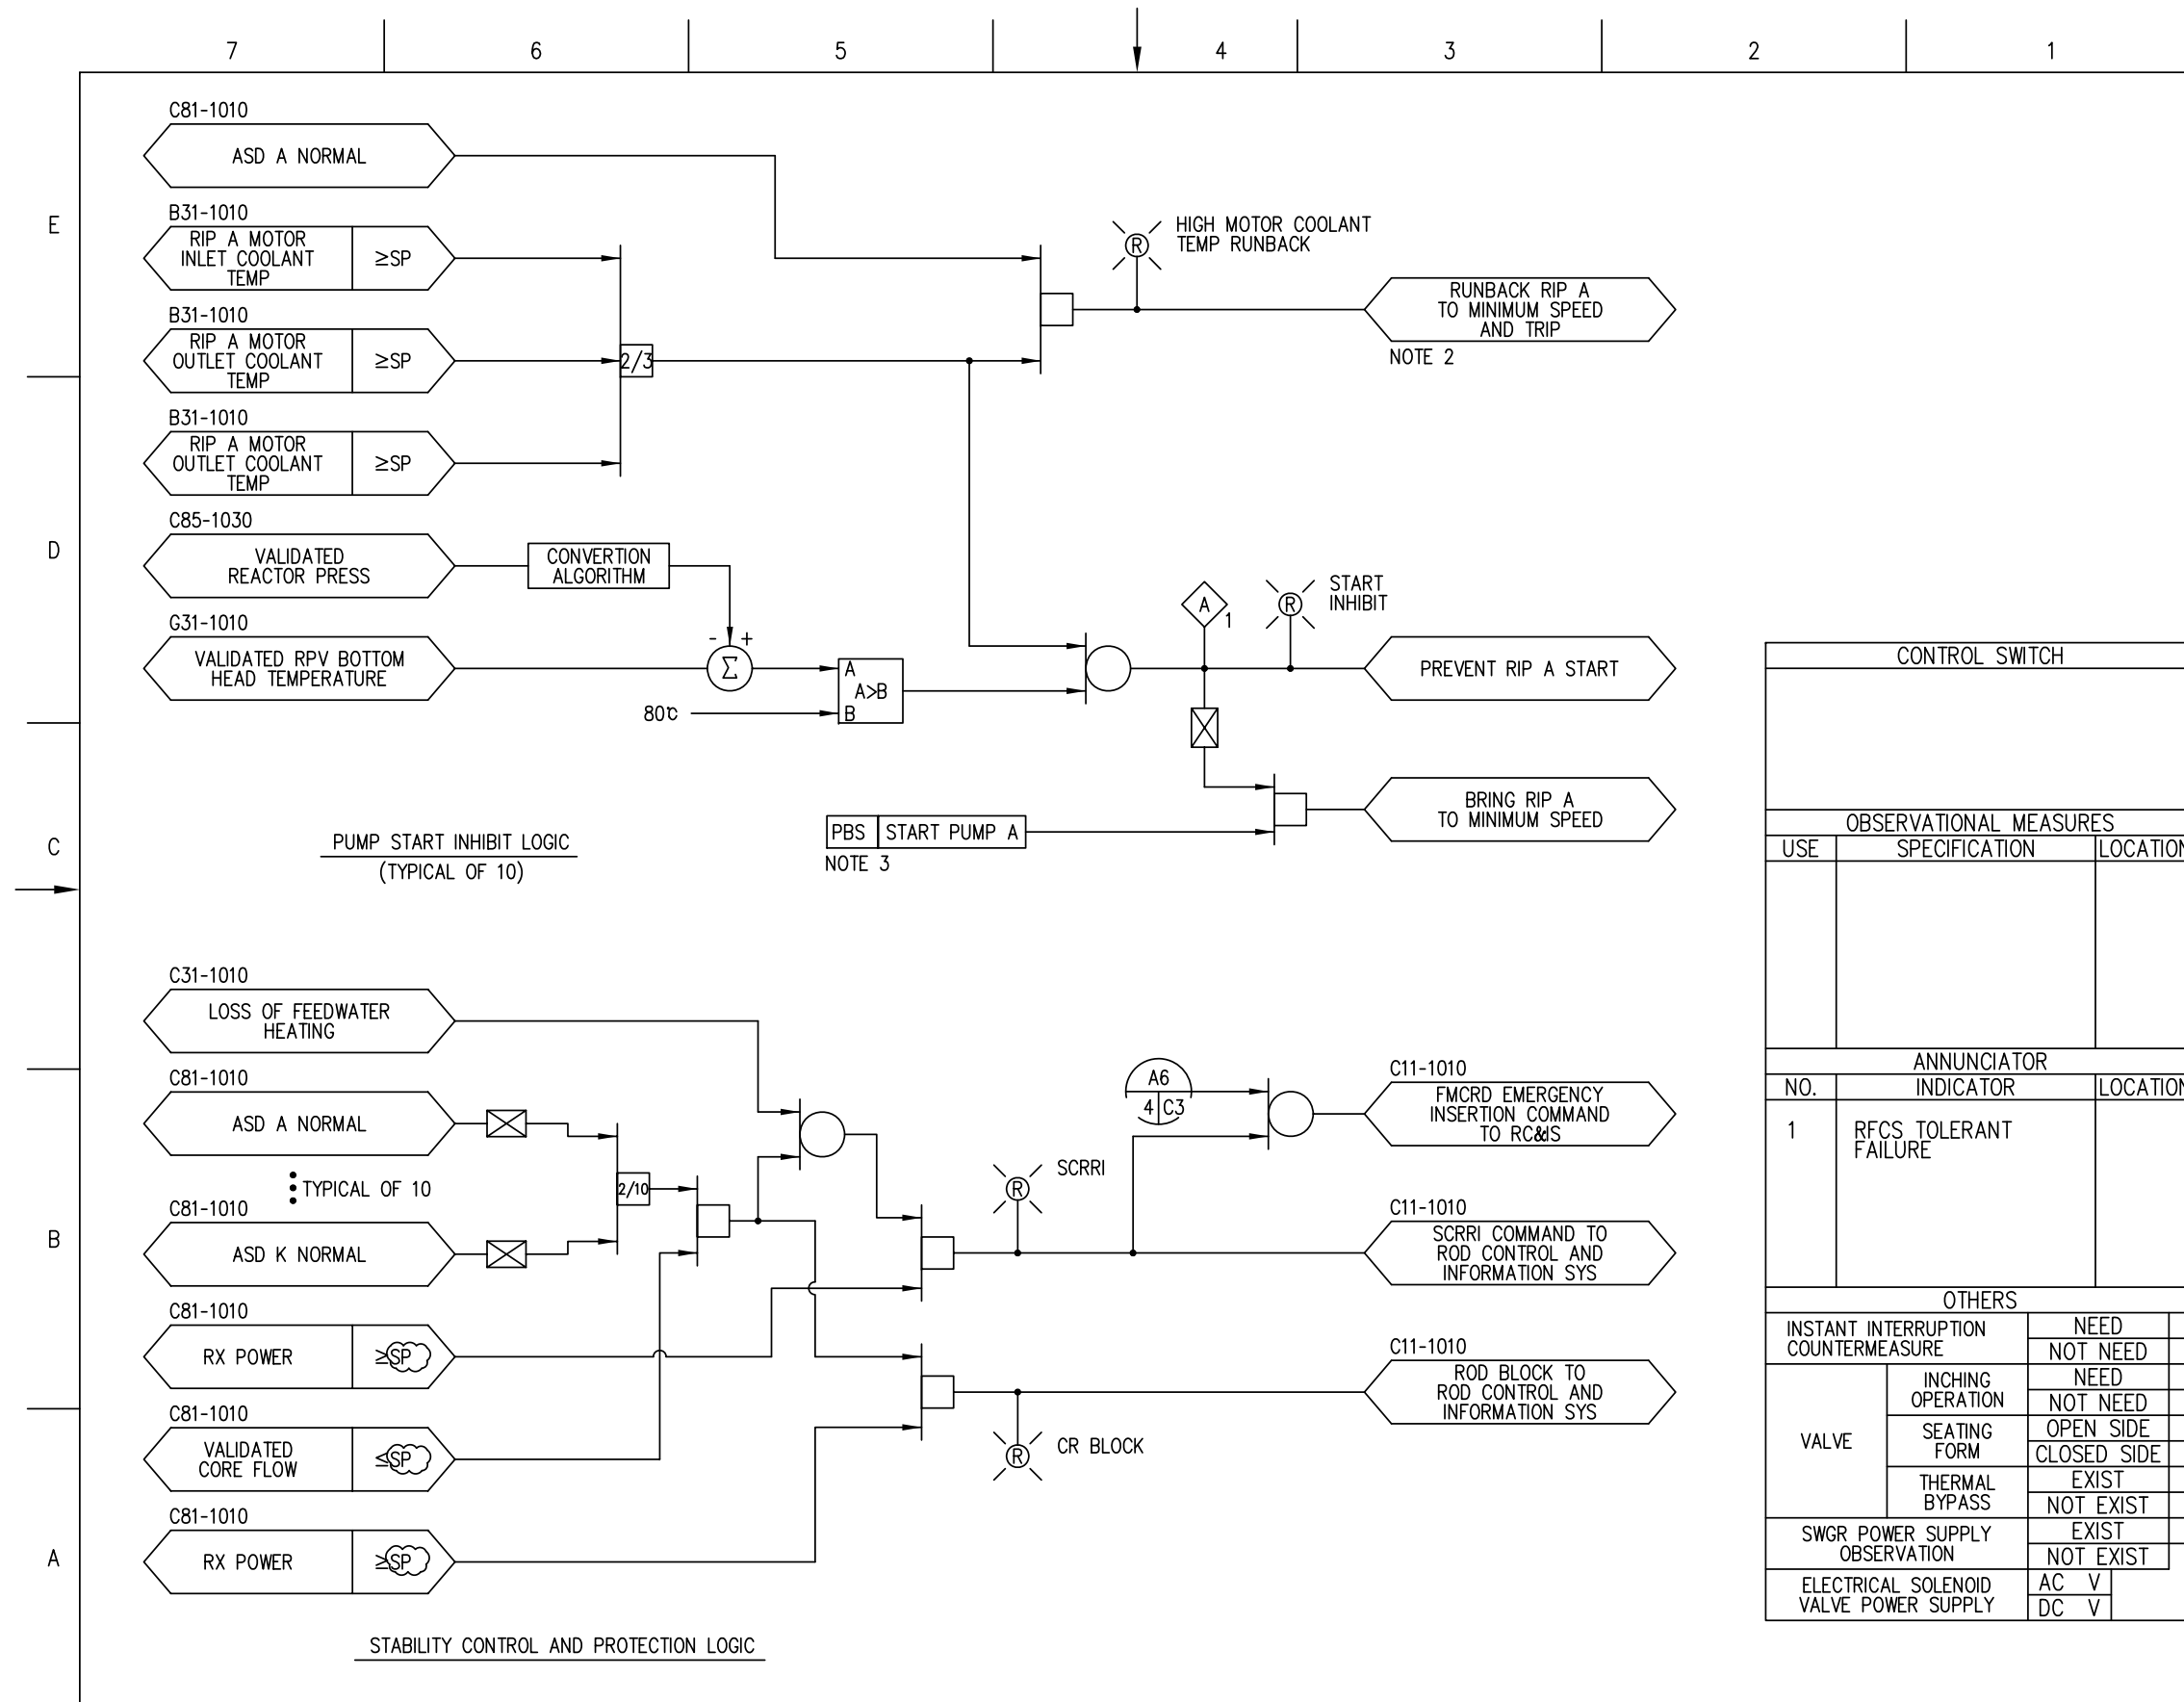 7 6 5 4 3 2 1
E
D
C
B
A
C81-1010
ASD A NORMAL
B31-1010
RIP A MOTOR
INLET COOLANT
TEMP
≥SP
B31-1010
RIP A MOTOR
OUTLET COOLANT
TEMP
≥SP
B31-1010
RIP A MOTOR
OUTLET COOLANT
TEMP
≥SP
2/3
R
HIGH MOTOR COOLANT
TEMP RUNBACK
RUNBACK RIP A
TO MINIMUM SPEED
AND TRIP
NOTE 2
C85-1030
VALIDATED
REACTOR PRESS
CONVERTION
ALGORITHM
G31-1010
VALIDATED RPV BOTTOM
HEAD TEMPERATURE
- +
Σ
A
A>B
B
80℃
A
1
R
START
INHIBIT
PREVENT RIP A START
BRING RIP A
TO MINIMUM SPEED
PBS START PUMP A
NOTE 3
PUMP START INHIBIT LOGIC
(TYPICAL OF 10)
C31-1010
LOSS OF FEEDWATER
HEATING
C81-1010
ASD A NORMAL
TYPICAL OF 10
C81-1010
ASD K NORMAL
2/10
C81-1010
RX POWER
≥SP
C81-1010
VALIDATED
CORE FLOW
≤SP
C81-1010
RX POWER
≥SP
A6
4 C3
R
SCRRI
R
CR BLOCK
C11-1010
FMCRD EMERGENCY
INSERTION COMMAND
TO RC&IS
C11-1010
SCRRI COMMAND TO
ROD CONTROL AND
INFORMATION SYS
C11-1010
ROD BLOCK TO
ROD CONTROL AND
INFORMATION SYS
STABILITY CONTROL AND PROTECTION LOGIC
CONTROL SWITCH
OBSERVATIONAL MEASURES
USE SPECIFICATION LOCATION
ANNUNCIATOR
NO. INDICATOR LOCATION
1 RFCS TOLERANT
FAILURE
OTHERS
INSTANT INTERRUPTION
COUNTERMEASURE
NEED
NOT NEED
VALVE
INCHING
OPERATION
NEED
NOT NEED
SEATING
FORM
OPEN SIDE
CLOSED SIDE
THERMAL
BYPASS
EXIST
NOT EXIST
SWGR POWER SUPPLY
OBSERVATION
EXIST
NOT EXIST
ELECTRICAL SOLENOID
VALVE POWER SUPPLY
AC V
DC V